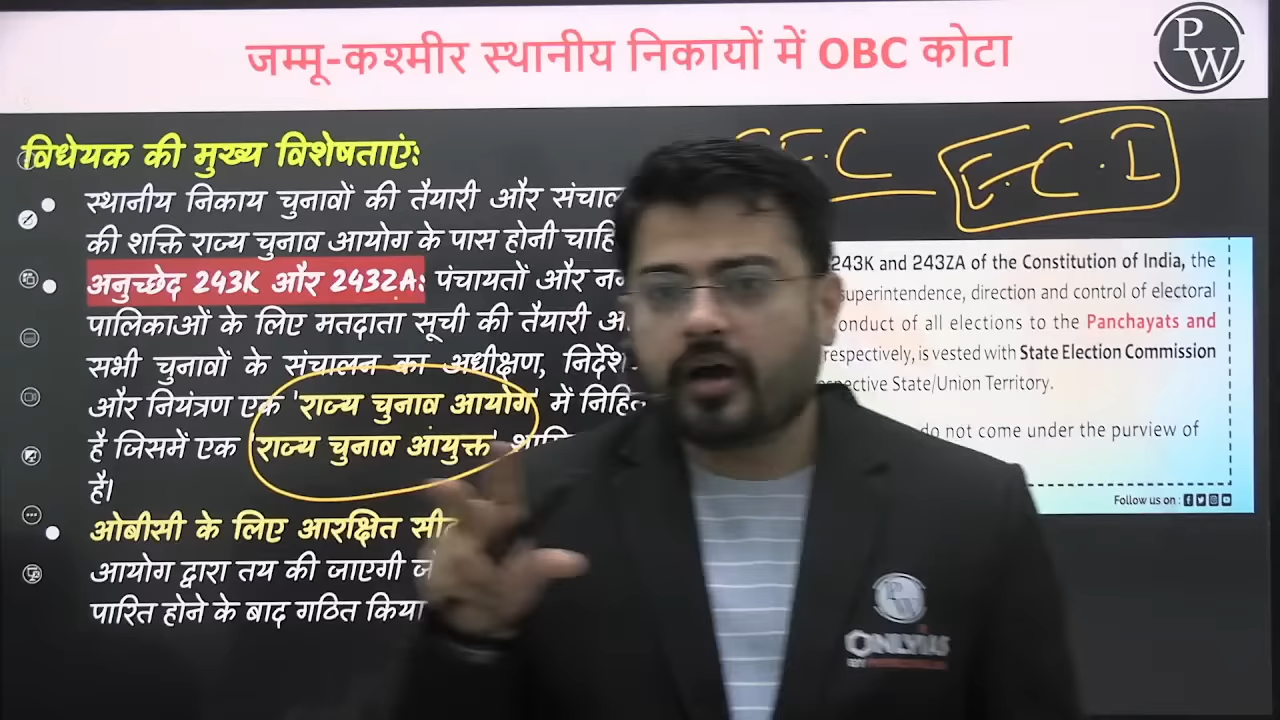 जम्मू-कश्मीर स्थानीय निकायों में OBC कोटा
PW
विधेयक की मुख्य विशेषताएं:
E.C.I
स्थानीय निकाय चुनावों की तैयारी और
की शक्ति राज्य चुनाव आयोग के पास होनी
अनुच्छेद 243K और 243ZA: पंचायतों और
पालिकाओं के लिए मतदाता सूची की तैयारी
सभी चुनावों के संचालन का अधीक्षण,
और नियंत्रण एक 'राज्य चुनाव आयोग' में
है जिसमें एक 'राज्य चुनाव आयुक्त'
है।
ओबीसी के लिए आरक्षित
आयोग द्वारा तय की जाएगी
पारित होने के बाद गठित किया
243K and 243ZA of the Constitution of India, the
superintendence, direction and control of electoral
conduct of all elections to the Panchayats and
respectively, is vested with State Election Commission
State/Union Territory.
do not come under the purview of
Follow us on :
PW
ONLYIAS